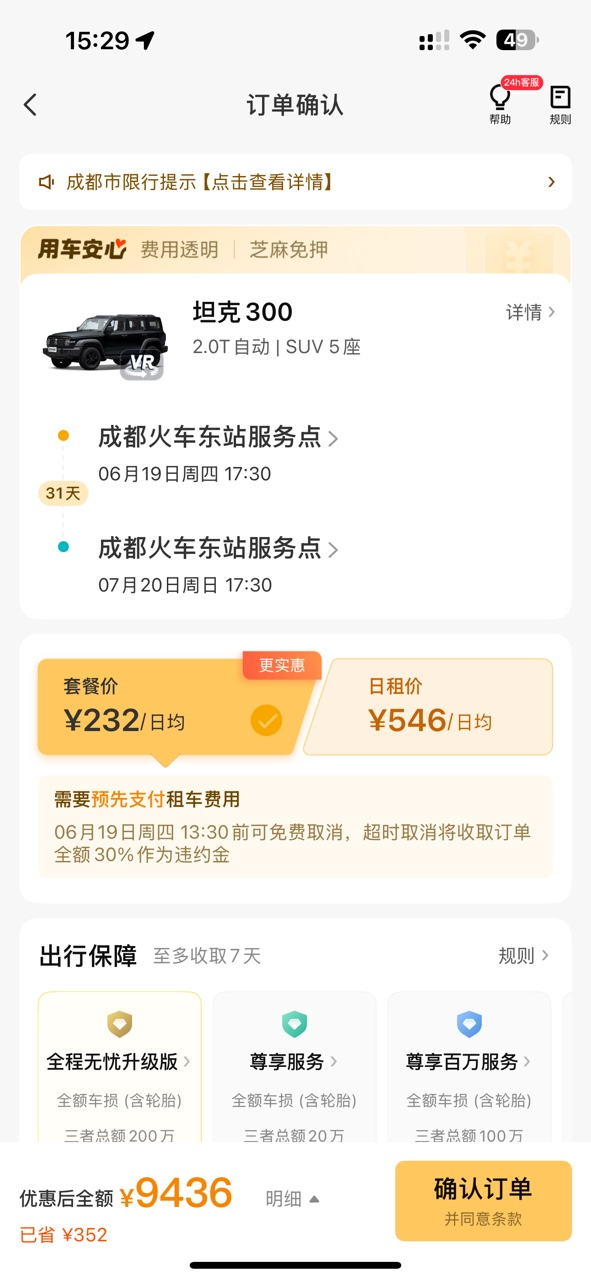 15:29
49
订单确认
24h客服
帮助
规则
成都市限行提示【点击查看详情】
用车安心 费用透明 | 芝麻免押
¥
坦克300
详情
2.0T自动 | SUV 5座
VR
成都火车东站服务点
06月19日周四 17:30
31天
成都火车东站服务点
07月20日周日 17:30
更实惠
套餐价
¥232/日均
日租价
¥546/日均
需要预先支付租车费用
06月19日周四 13:30前可免费取消，超时取消将收取订单
全额30%作为违约金
出行保障 至多收取7天
规则
全程无忧升级版
尊享服务
尊享百万服务
全额车损 (含轮胎)
全额车损 (含轮胎)
全额车损 (含轮胎)
三者总额200万
三者总额20万
三者总额100万
优惠后全额 ¥9436
明细
已省 ¥352
确认订单
并同意条款